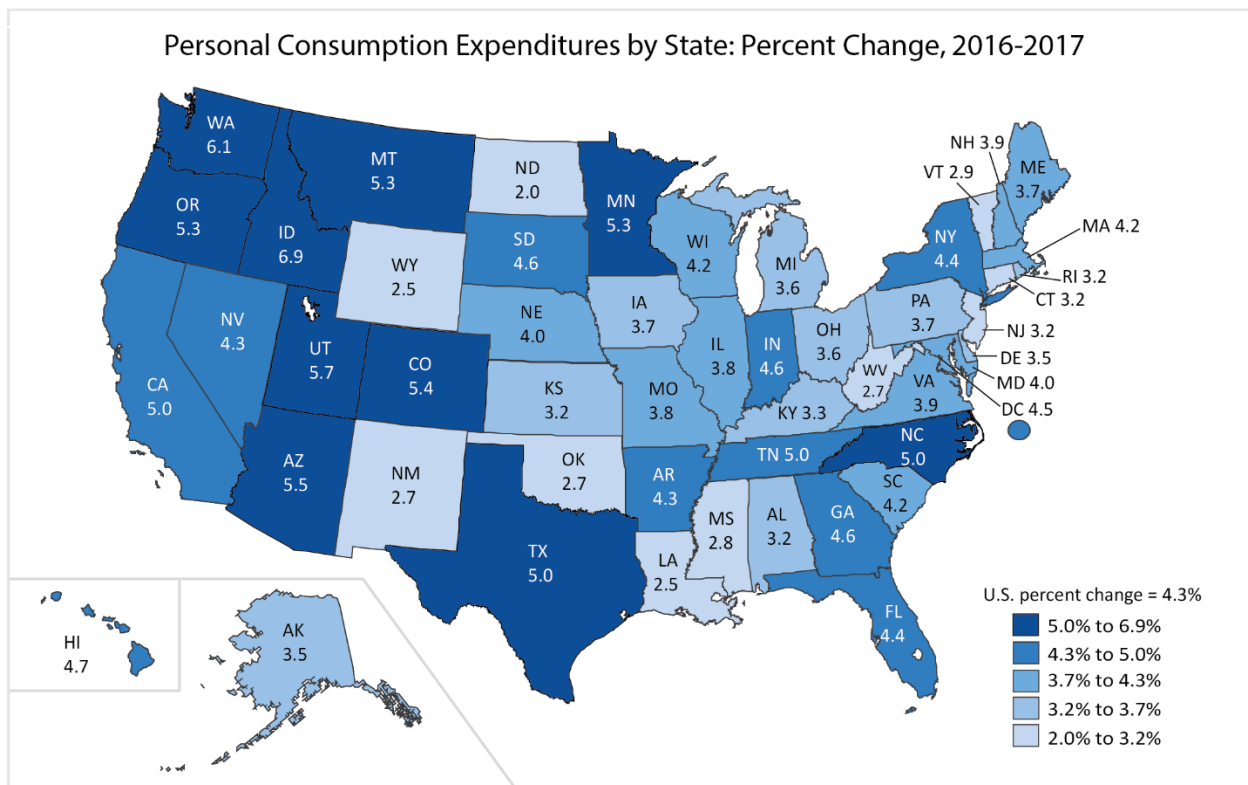 Personal Consumption Expenditures by State: Percent Change, 2016-2017
WA
6.1
MT
5.3
ND
2.0
MN
5.3
OR
5.3
ID
6.9
WY
2.5
SD
4.6
WI
4.2
MI
3.6
NY
4.4
VT 2.9
NH 3.9
ME
3.7
MA 4.2
RI 3.2
CT 3.2
NJ 3.2
DE 3.5
MD 4.0
DC 4.5
NV
4.3
CA
5.0
UT
5.7
CO
5.4
NE
4.0
IA
3.7
IL
3.8
IN
4.6
OH
3.6
PA
3.7
WV
2.7
VA
3.9
KS
3.2
MO
3.8
KY 3.3
AZ
5.5
NM
2.7
OK
2.7
AR
4.3
TN 5.0
NC
5.0
SC
4.2
TX
5.0
LA
2.5
MS
2.8
AL
3.2
GA
4.6
FL
4.4
HI
4.7
AK
3.5
U.S. percent change = 4.3%
5.0% to 6.9%
4.3% to 5.0%
3.7% to 4.3%
3.2% to 3.7%
2.0% to 3.2%